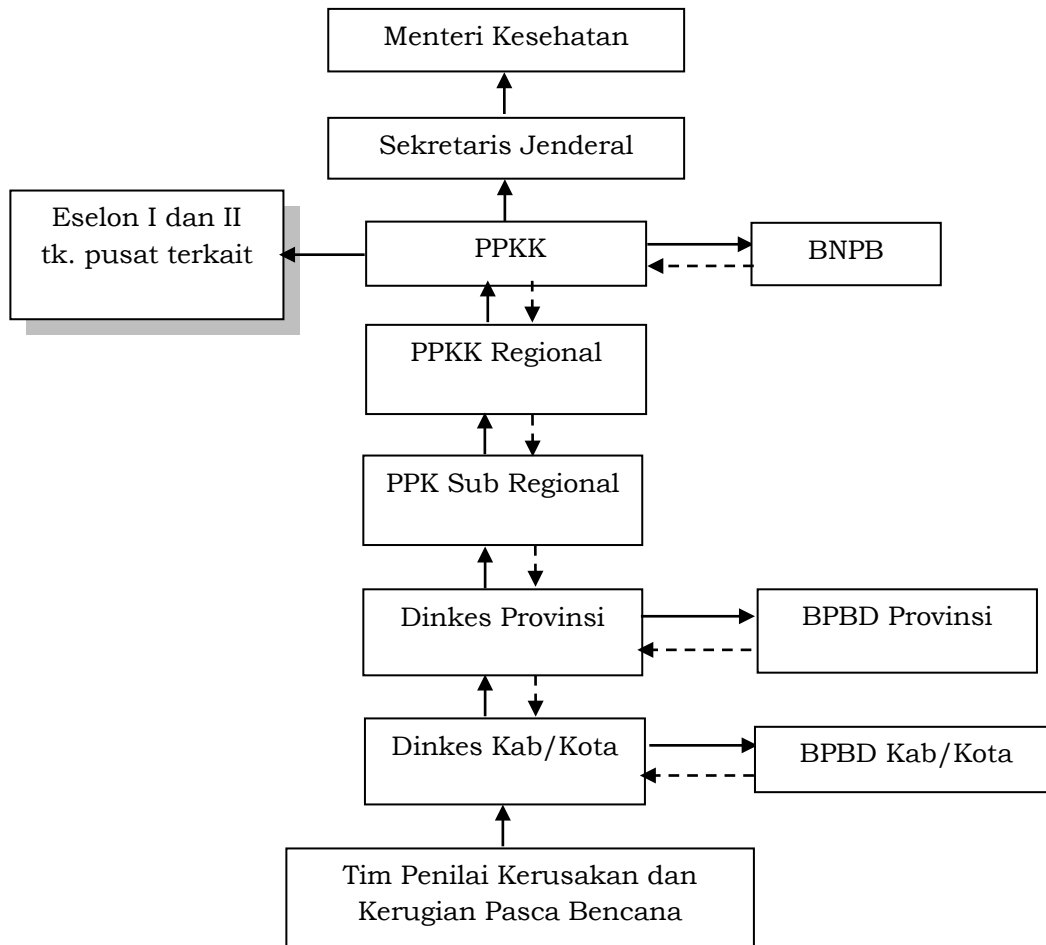 Menteri Kesehatan
Sekretaris Jenderal
Eselon I dan II
tk. pusat terkait
PPKK
BNPB
PPKK Regional
PPK Sub Regional
Dinkes Provinsi
BPBD Provinsi
Dinkes Kab/Kota
BPBD Kab/Kota
Tim Penilai Kerusakan dan
Kerugian Pasca Bencana